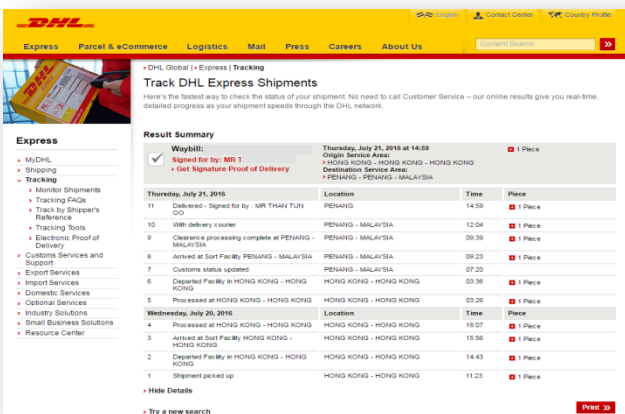 DHL
English Contact Center Country Profile
Express Parcel & eCommerce Logistics Mail Press Careers About Us Content Search
DHL Global | Express | Tracking
Track DHL Express Shipments
Here's the fastest way to check the status of your shipment. No need to call Customer Service – our online results give you real-time,
detailed progress as your shipment speeds through the DHL network.
Express
MyDHL
Shipping
Tracking
Monitor Shipments
Tracking FAQs
Track by Shipper's
Reference
Tracking Tools
Electronic Proof of
Delivery
Customs Services and
Support
Export Services
Import Services
Domestic Services
Optional Services
Industry Solutions
Small Business Solutions
Resource Center
Result Summary
Waybill:
Signed for by: MR T
Get Signature Proof of Delivery
Thursday, July 21, 2016 at 14:59
Origin Service Area:
HONG KONG - HONG KONG - HONG KONG
Destination Service Area:
PENANG - PENANG - MALAYSIA
1 Piece
Thursday, July 21, 2016 Location Time Piece
11 Delivered - Signed for by : MR THAN TUN
OO PENANG 14:59 1 Piece
10 With delivery courier PENANG - MALAYSIA 12:04 1 Piece
9 Clearance processing complete at PENANG -
MALAYSIA PENANG - MALAYSIA 09:39 1 Piece
8 Arrived at Sort Facility PENANG - MALAYSIA PENANG - MALAYSIA 09:23 1 Piece
7 Customs status updated PENANG - MALAYSIA 07:20
6 Departed Facility in HONG KONG - HONG
KONG HONG KONG - HONG KONG 03:36 1 Piece
5 Processed at HONG KONG - HONG KONG HONG KONG - HONG KONG 03:26 1 Piece
Wednesday, July 20, 2016 Location Time Piece
4 Processed at HONG KONG - HONG KONG HONG KONG - HONG KONG 18:07 1 Piece
3 Arrived at Sort Facility HONG KONG -
HONG KONG HONG KONG - HONG KONG 15:56 1 Piece
2 Departed Facility in HONG KONG - HONG
KONG HONG KONG - HONG KONG 14:43 1 Piece
1 Shipment picked up HONG KONG - HONG KONG 11:23 1 Piece
Hide Details
Try a new search
Print